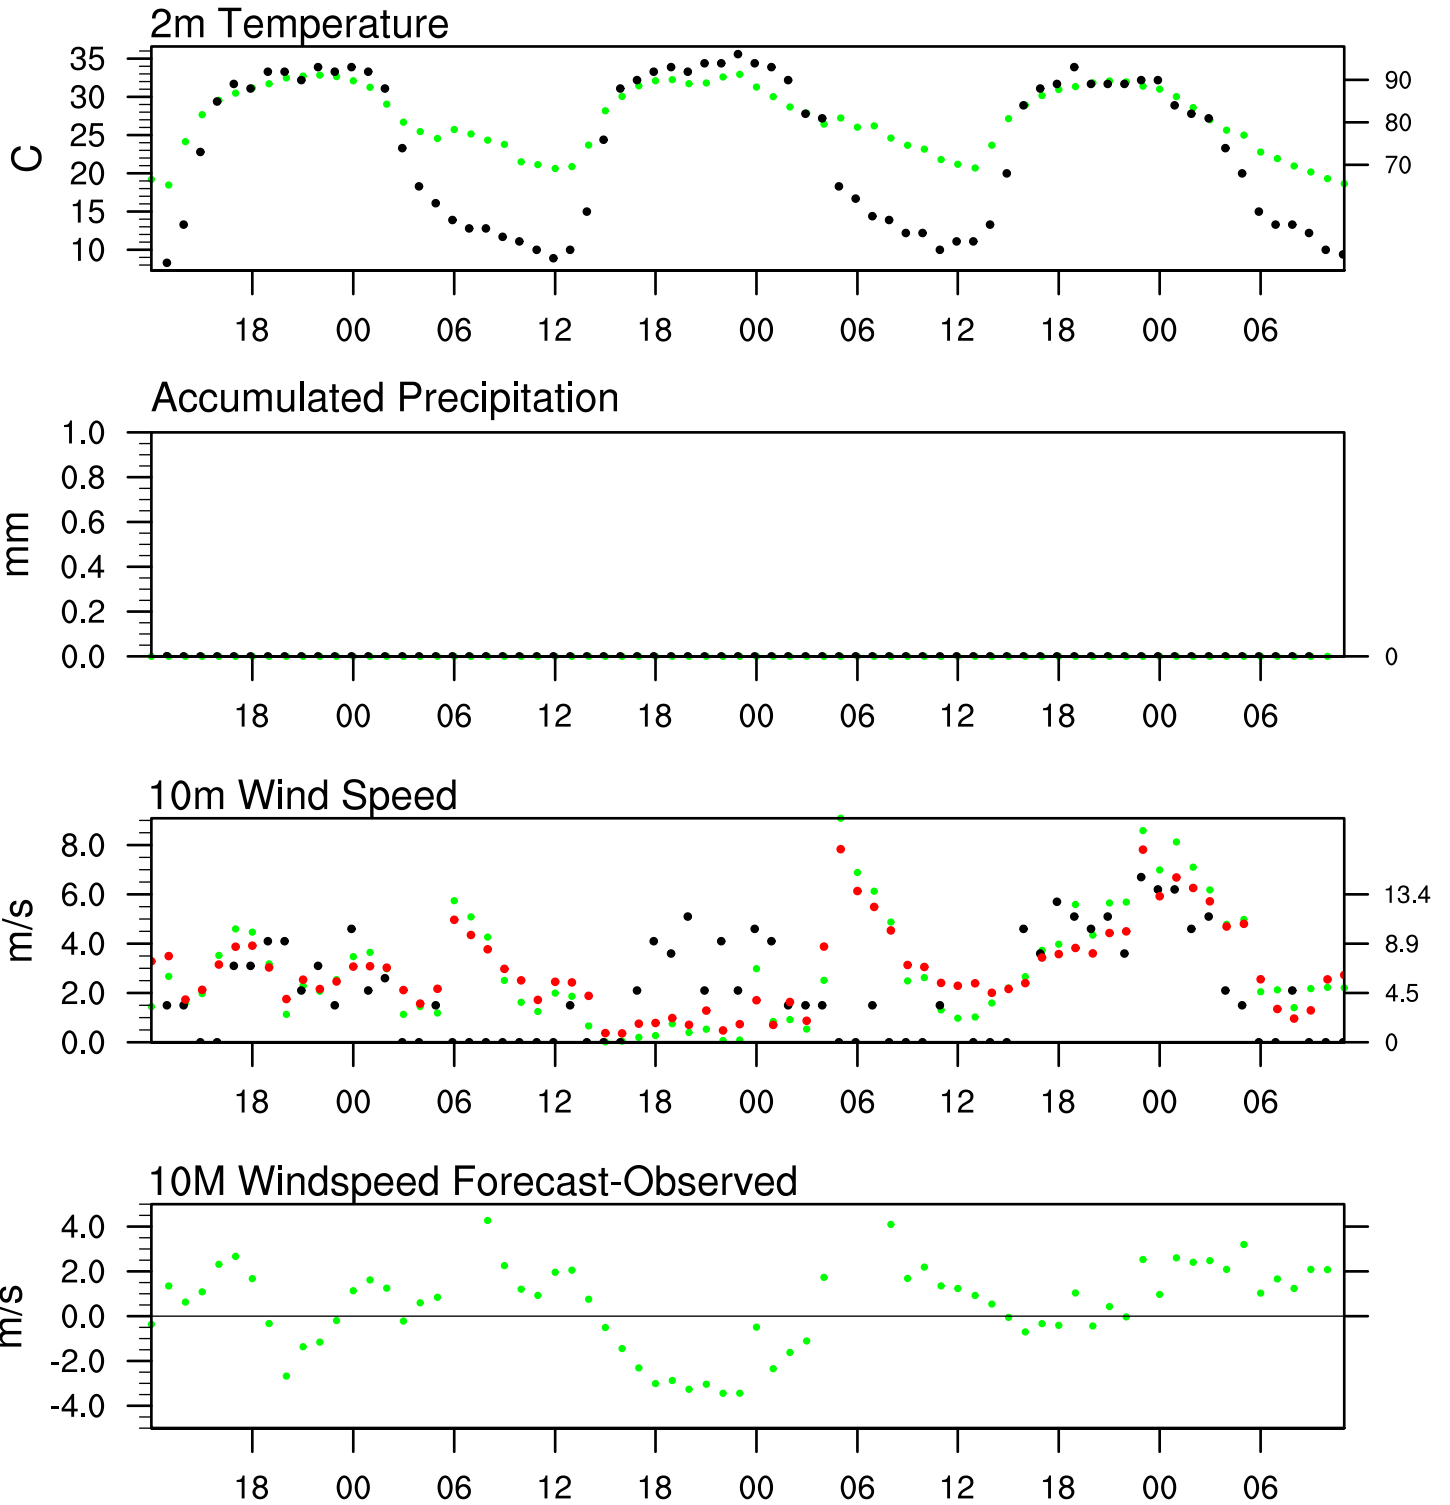 2m Temperature
35
30
25
20
15
10
C
90
80
70
18 00 06 12 18 00 06 12 18 00 06
Accumulated Precipitation
1.0
0.8
0.6
0.4
0.2
0.0
mm
0
18 00 06 12 18 00 06 12 18 00 06
10m Wind Speed
8.0
6.0
4.0
2.0
0.0
m/s
13.4
8.9
4.5
0
18 00 06 12 18 00 06 12 18 00 06
10M Windspeed Forecast-Observed
4.0
2.0
0.0
-2.0
-4.0
m/s
18 00 06 12 18 00 06 12 18 00 06